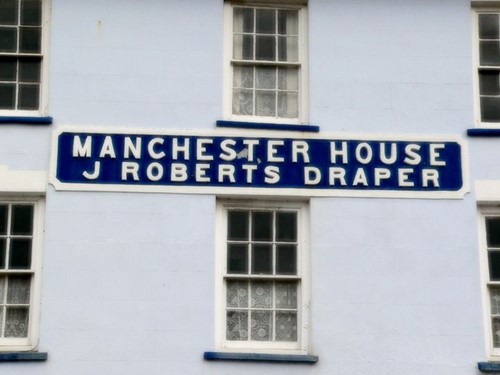 MANCHESTER HOUSE
J ROBERTS DRAPER